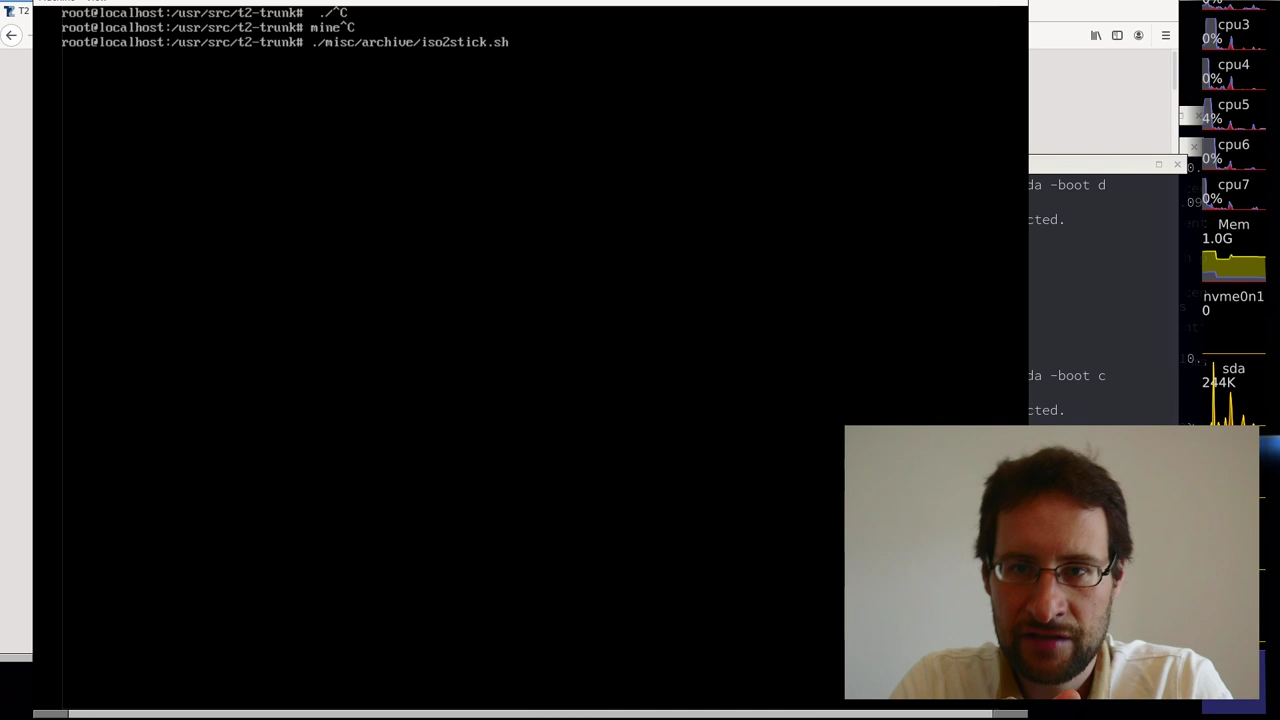 T2
root@localhost:/usr/src/t2-trunk# ./^C
root@localhost:/usr/src/t2-trunk# mine^C
root@localhost:/usr/src/t2-trunk# ./misc/archive/iso2stick.sh
da -boot d
cted.
da -boot c
cted.
cpu3
0%
cpu4
0%
cpu5
4%
cpu6
0%
cpu7
0%
Mem
1.0G
nvme0n1
0
sda
244K